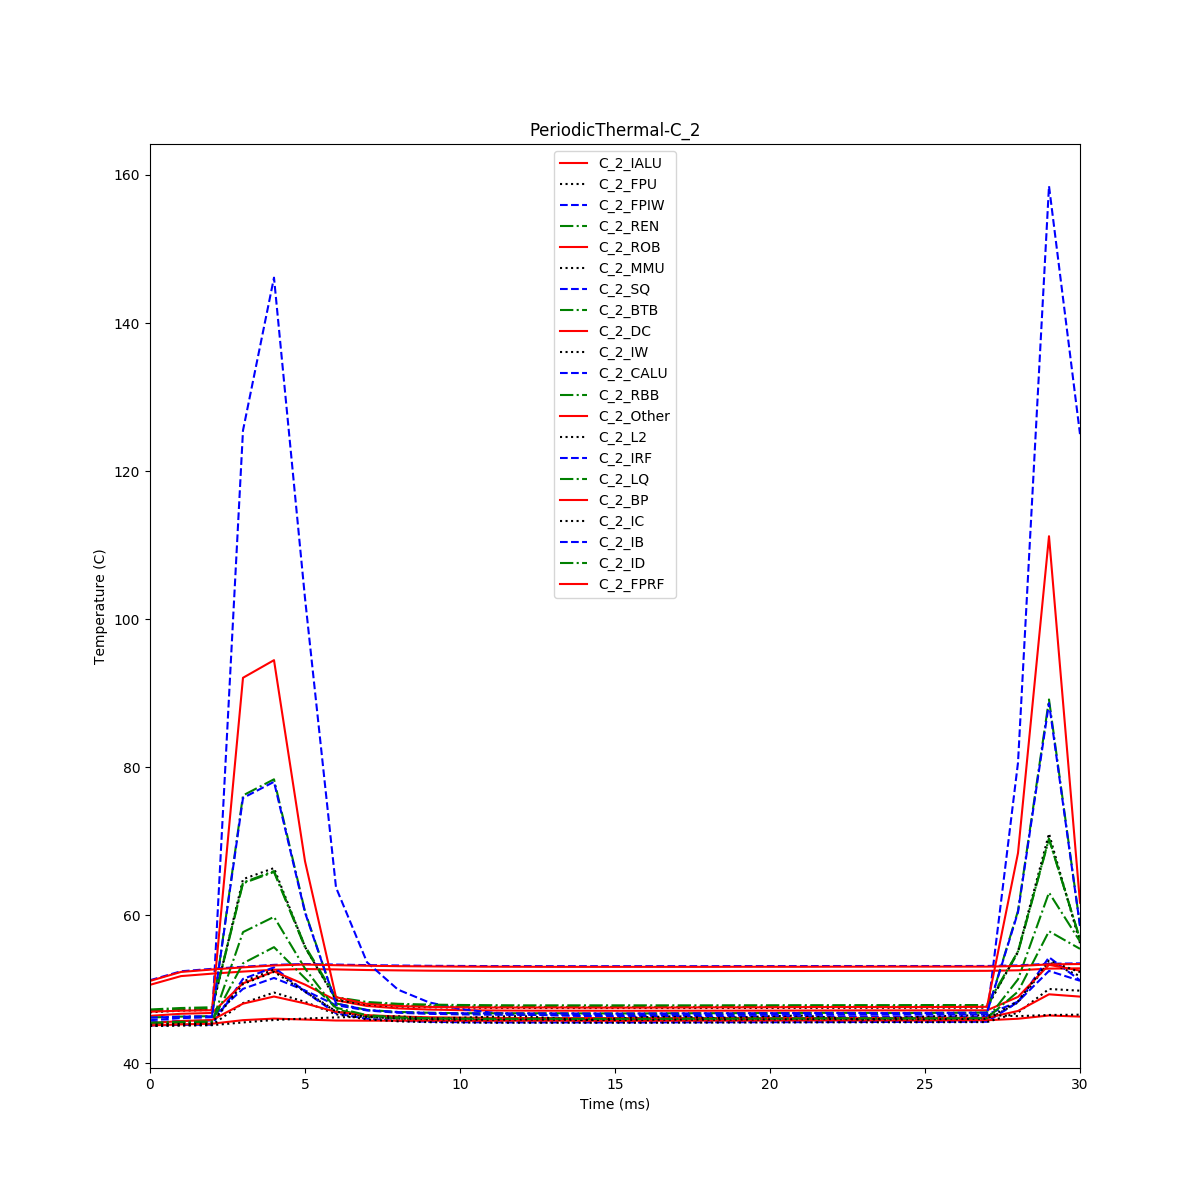 PeriodicThermal-C_2
C_2_IALU
C_2_FPU
C_2_FPIW
C_2_REN
C_2_ROB
C_2_MMU
C_2_SQ
C_2_BTB
C_2_DC
C_2_IW
C_2_CALU
C_2_RBB
C_2_Other
C_2_L2
C_2_IRF
C_2_LQ
C_2_BP
C_2_IC
C_2_IB
C_2_ID
C_2_FPRF
160
140
120
100
80
60
40
Temperature (C)
0 5 10 15 20 25 30
Time (ms)